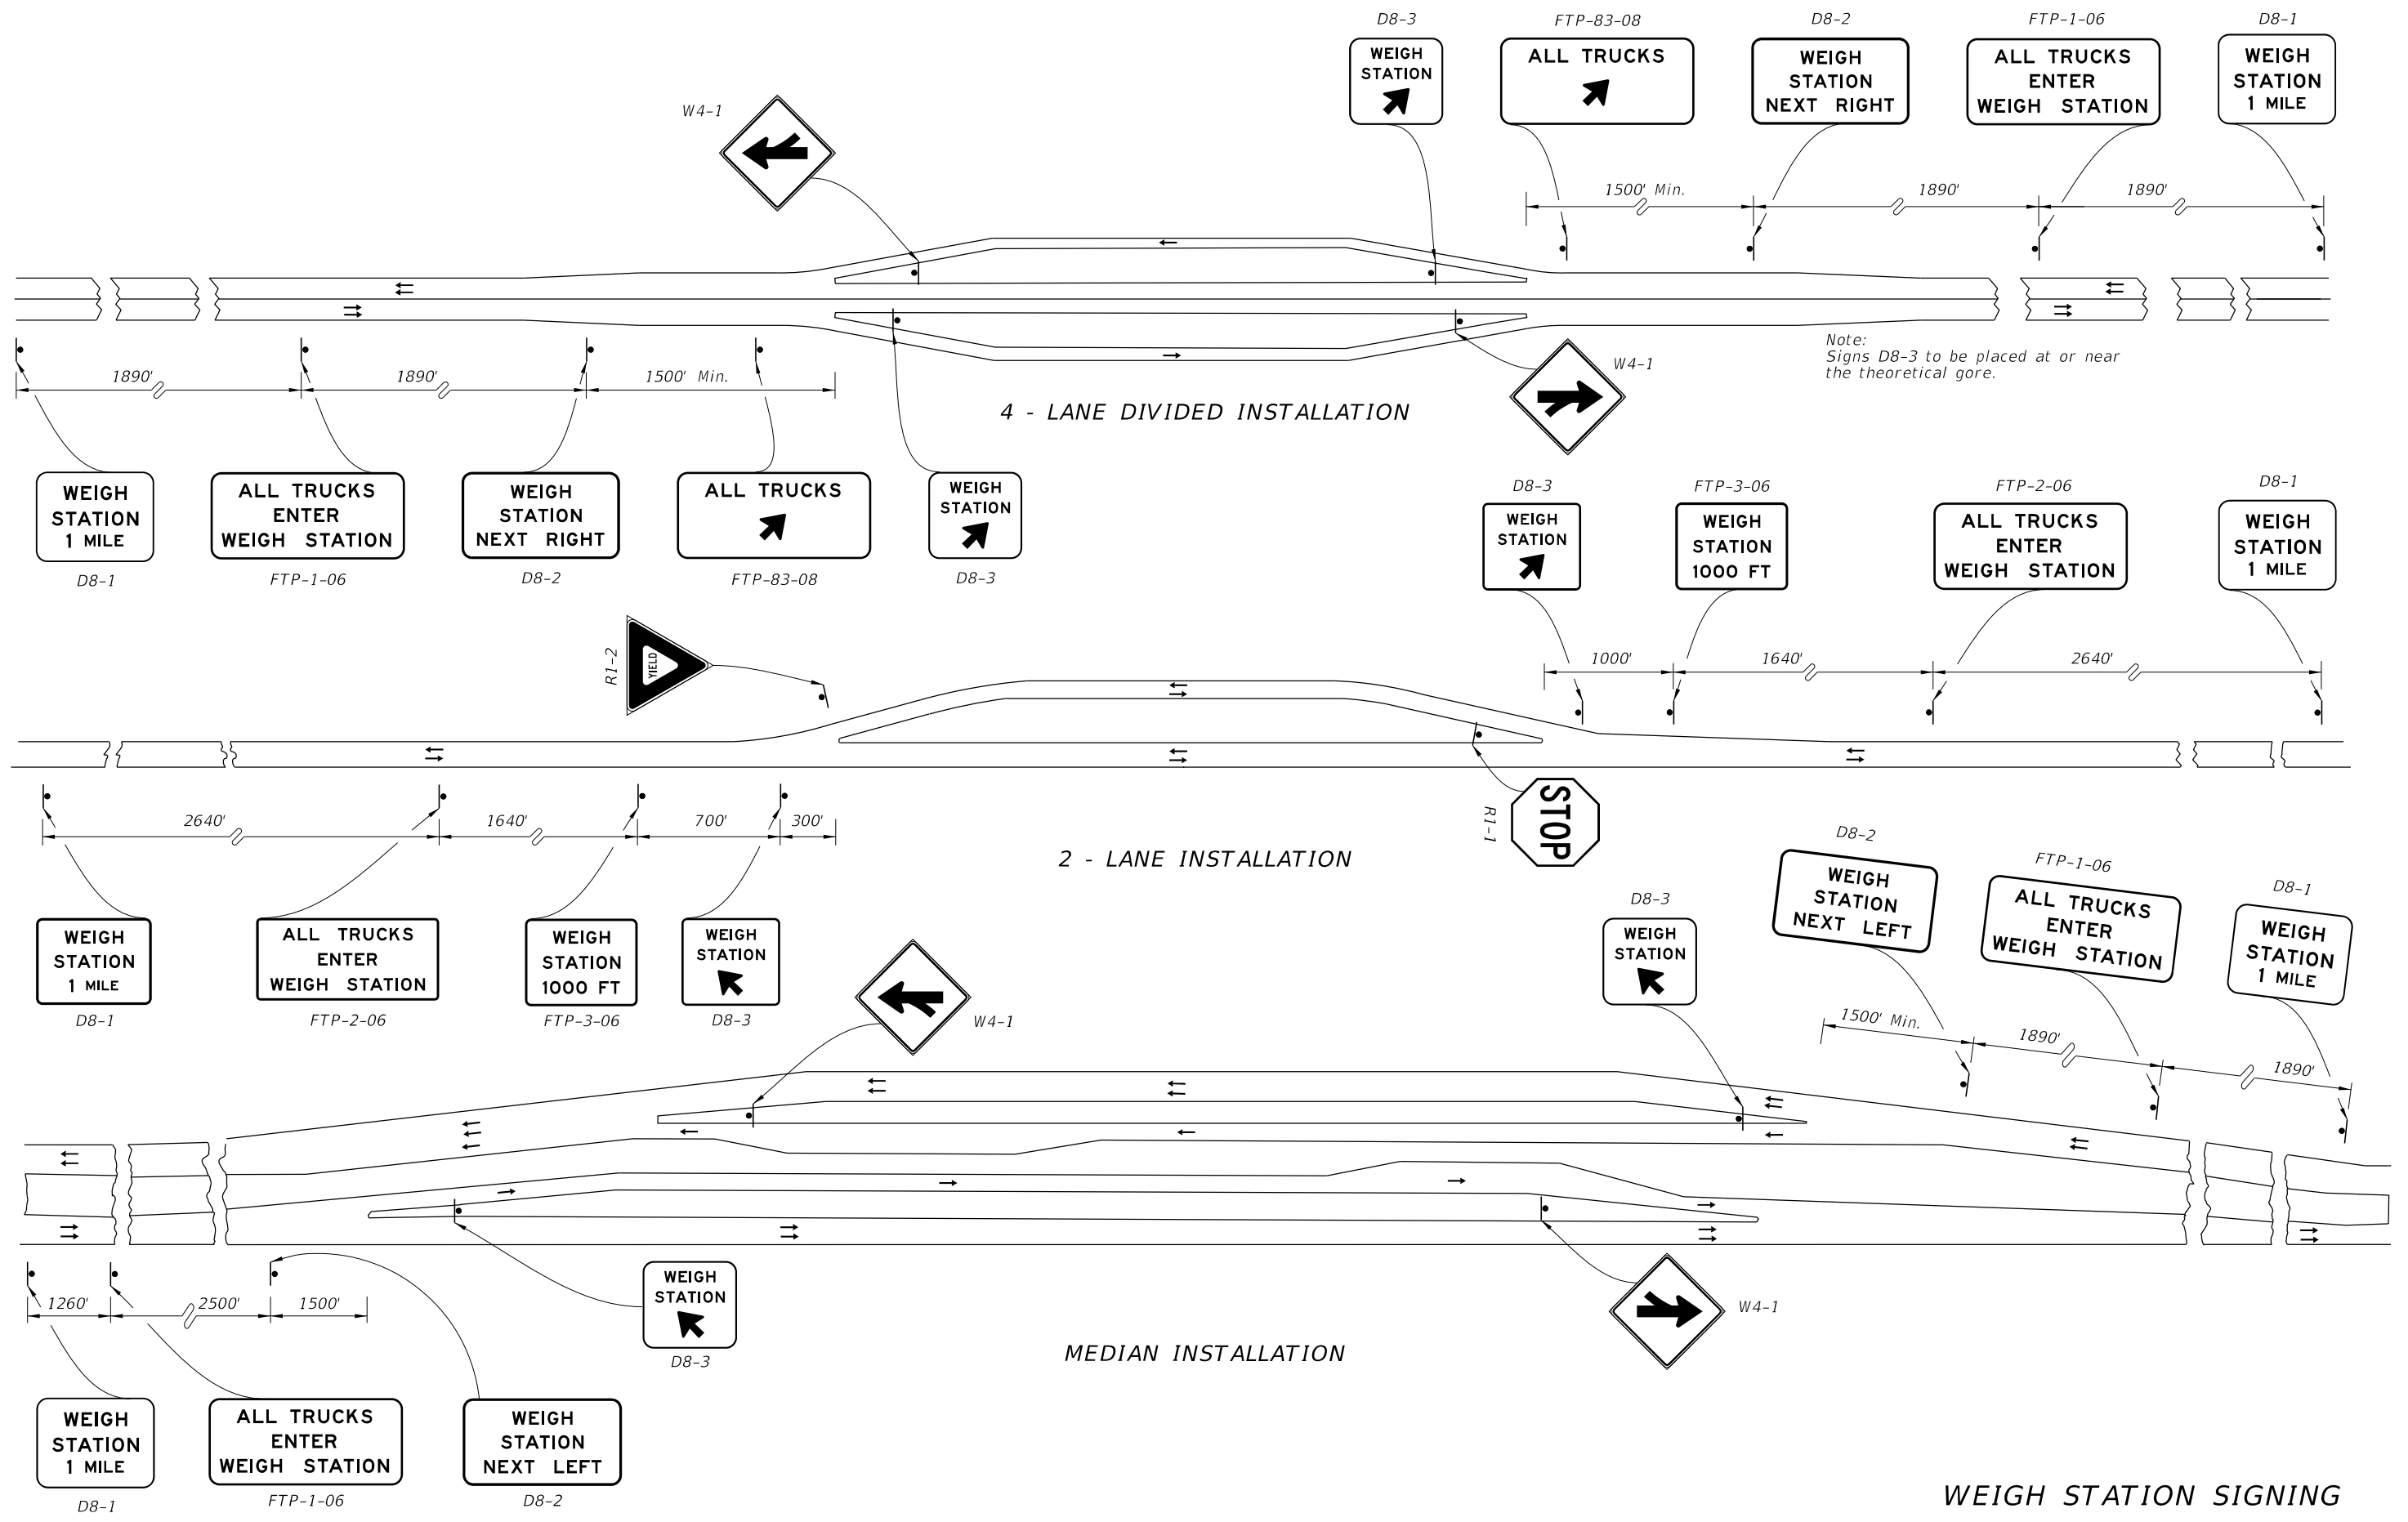 D8-3
FTP-83-08
D8-2
FTP-1-06
D8-1
WEIGH
STATION
ALL TRUCKS
WEIGH
STATION
NEXT RIGHT
ALL TRUCKS
ENTER
WEIGH STATION
WEIGH
STATION
1 MILE
W4-1
1500' Min.
1890'
1890'
Note:
Signs D8-3 to be placed at or near
the theoretical gore.
W4-1
1890'
1890'
1500' Min.
4 - LANE DIVIDED INSTALLATION
WEIGH
STATION
1 MILE
D8-1
ALL TRUCKS
ENTER
WEIGH STATION
FTP-1-06
WEIGH
STATION
NEXT RIGHT
D8-2
ALL TRUCKS
FTP-83-08
WEIGH
STATION
D8-3
D8-3
WEIGH
STATION
FTP-3-06
WEIGH
STATION
1000 FT
FTP-2-06
ALL TRUCKS
ENTER
WEIGH STATION
D8-1
WEIGH
STATION
1 MILE
R1-2
YIELD
1000'
1640'
2640'
R1-1
STOP
2640'
1640'
700'
300'
2 - LANE INSTALLATION
WEIGH
STATION
1 MILE
D8-1
ALL TRUCKS
ENTER
WEIGH STATION
FTP-2-06
WEIGH
STATION
1000 FT
FTP-3-06
WEIGH
STATION
D8-3
W4-1
D8-3
WEIGH
STATION
D8-2
WEIGH
STATION
NEXT LEFT
FTP-1-06
ALL TRUCKS
ENTER
WEIGH STATION
D8-1
WEIGH
STATION
1 MILE
1500' Min.
1890'
1890'
1260'
2500'
1500'
WEIGH
STATION
D8-3
W4-1
MEDIAN INSTALLATION
WEIGH
STATION
1 MILE
D8-1
ALL TRUCKS
ENTER
WEIGH STATION
FTP-1-06
WEIGH
STATION
NEXT LEFT
D8-2
WEIGH STATION SIGNING